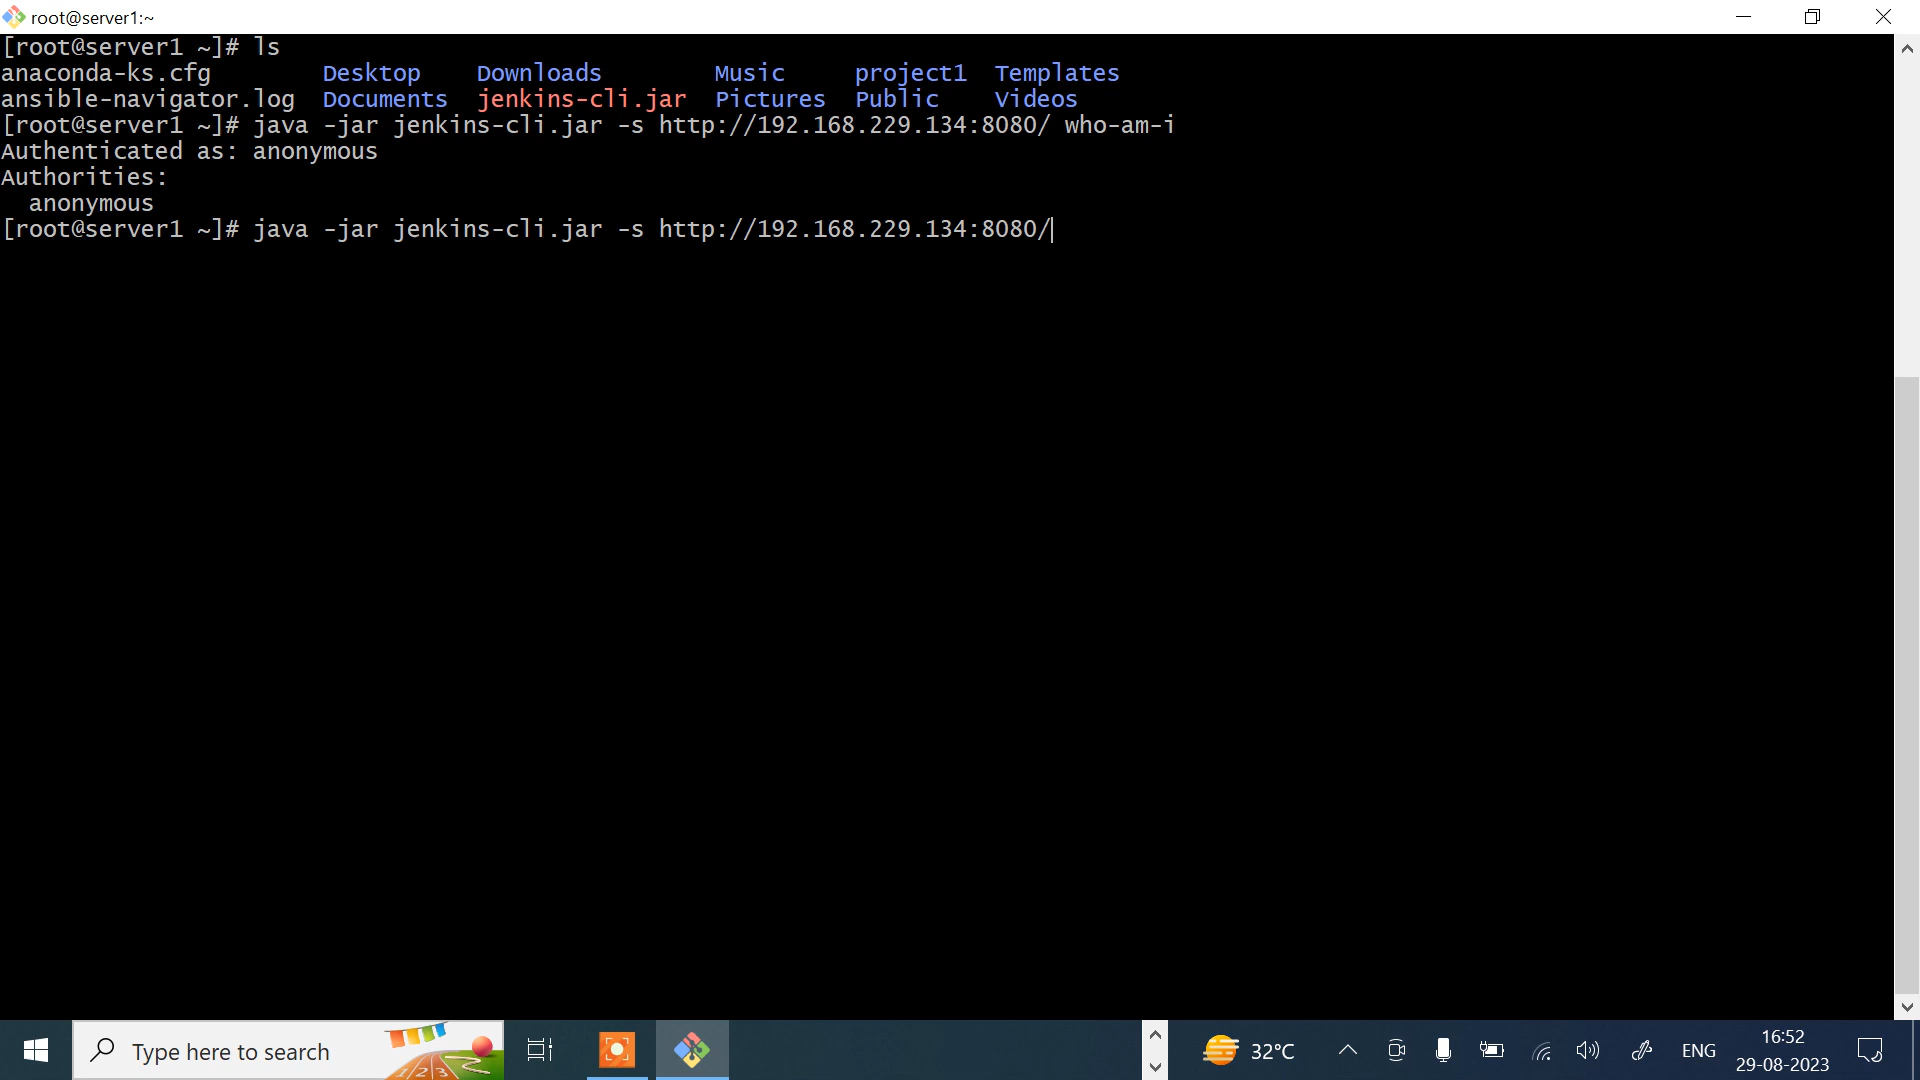 root@server1:~
[root@server1 ~]# ls
anaconda-ks.cfg        Desktop    Downloads        Music     project1  Templates
ansible-navigator.log  Documents  jenkins-cli.jar  Pictures  Public    Videos
[root@server1 ~]# java -jar jenkins-cli.jar -s http://192.168.229.134:8080/ who-am-i
Authenticated as: anonymous
Authorities:
  anonymous
[root@server1 ~]# java -jar jenkins-cli.jar -s http://192.168.229.134:8080/
Type here to search
1 2 3
32°C
ENG
16:52
29-08-2023